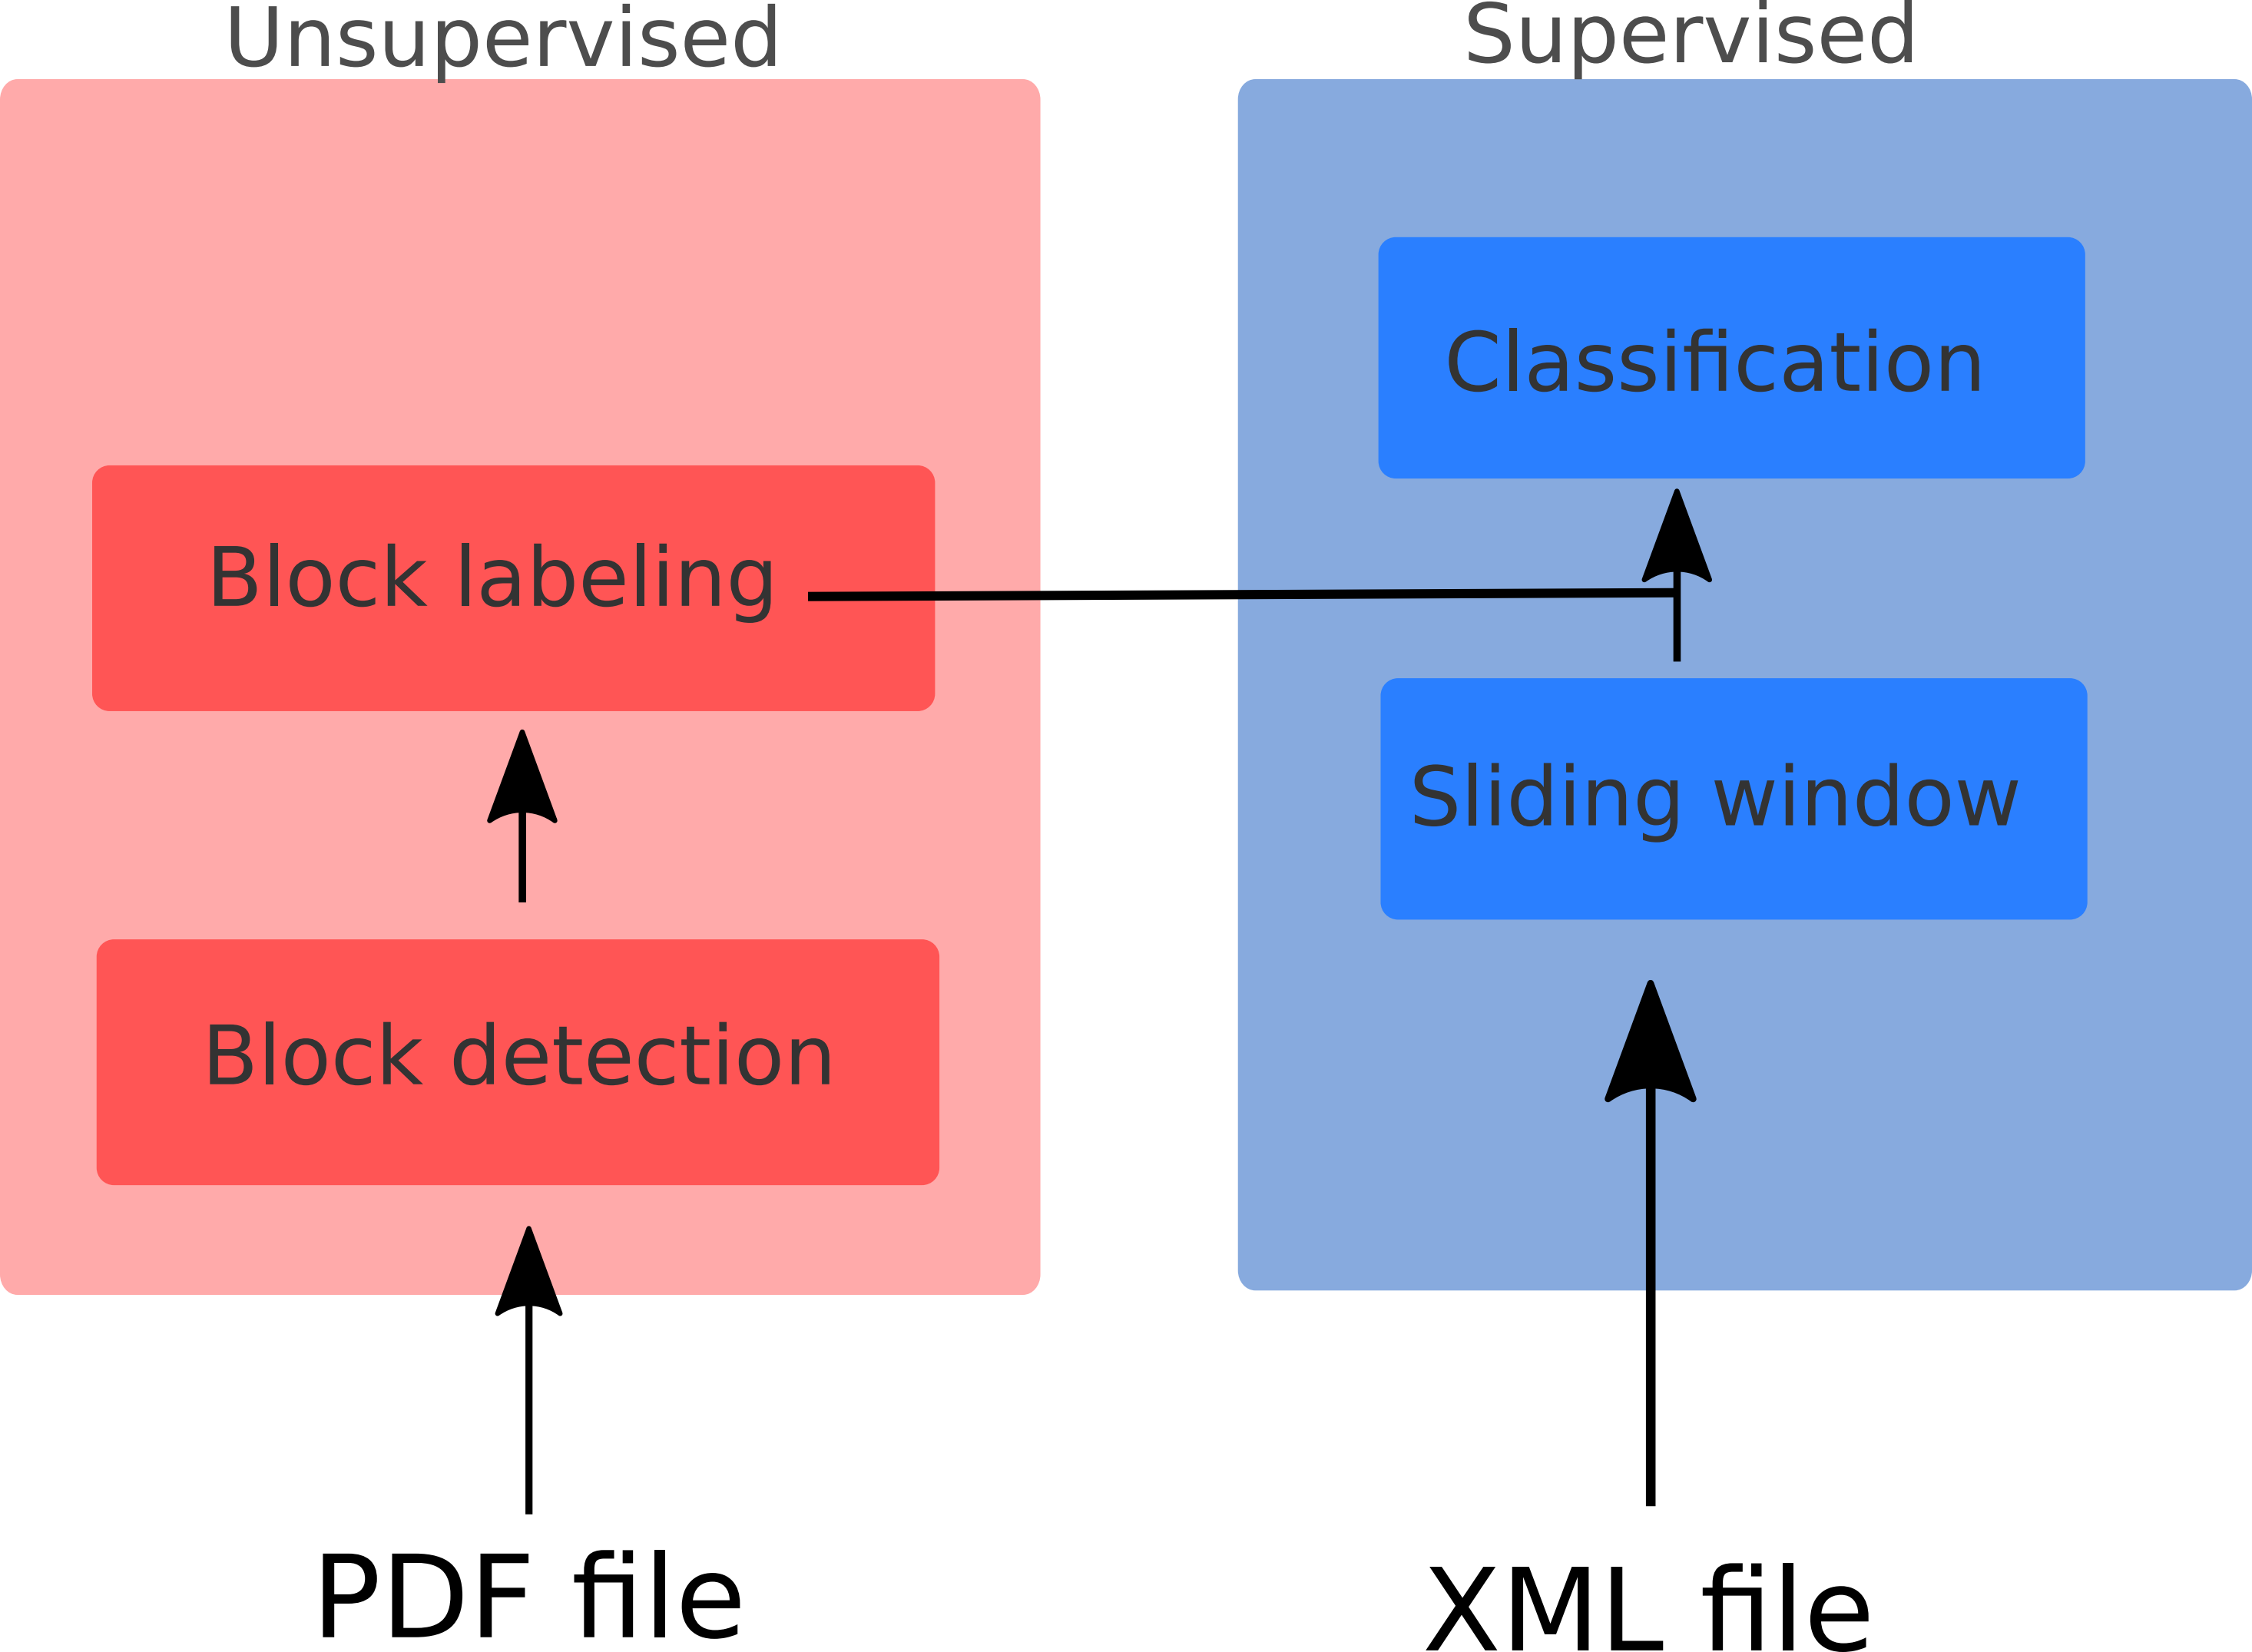 Unsupervised
Supervised
Classification
Block labeling
Sliding window
Block detection
PDF file
XML file